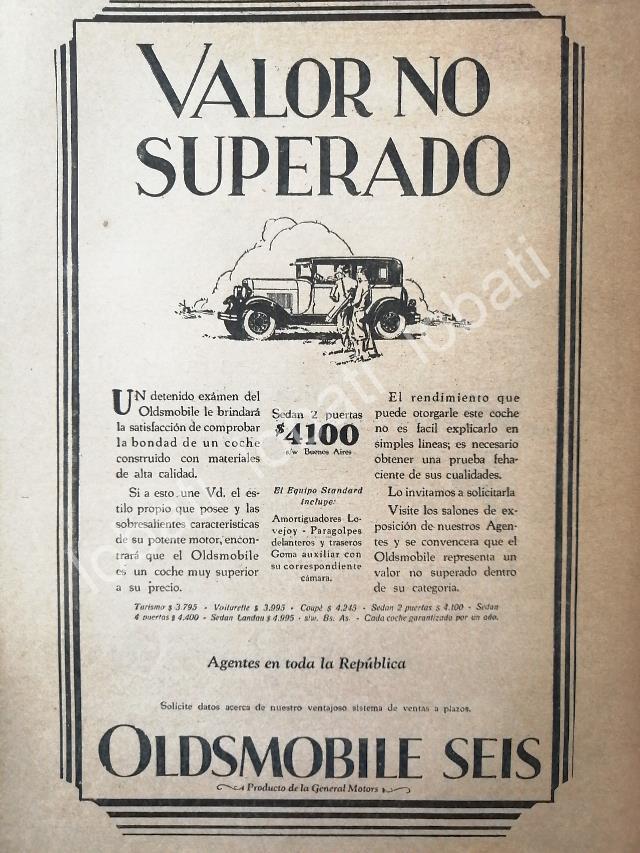 VALOR NO
SUPERADO
UN detenido exámen del
Oldsmobile le brindará
la satisfacción de comprobar
la bondad de un coche
construido con materiales
de alta calidad.
Si a esto une Vd. el es-
tilo propio que posee y las
sobresalientes caracteristicas
de su potente motor, encon-
trará que el Oldsmobile
es un coche muy superior
a su precio.
Sedan 2 puertas
$4100
s/w Buenos Aires
El Equipo Standard
incluye:
Amortiguadores Lo-
vejoy - Paragolpes
delanteros y traseros
Goma auxiliar con
su correspondiente
cámara.
El rendimiento que
puede otorgarle este coche
no es facil explicarlo en
simples lineas; es necesario
obtener una prueba feha-
ciente de sus cualidades.
Lo invitamos a solicitarla
Visite los salones de ex-
posición de nuestros Agen-
tes y se convencera que el
Oldsmobile representa un
valor no superado dentro
de su categoria.
Turismo $ 3.795 - Voiturette $ 3.995 - Coupé $ 4.245 - Sedan 2 puertas $ 4.100 - Sedan
4 puertas $ 4.400 - Sedan Landau $ 4.995 - s/w. Bs. As. - Cada coche garantizado por un año.
Agentes en toda la República
Solicite datos acerca de nuestro ventajoso sistema de ventas a plazos.
OLDSMOBILE SEIS
Producto de la General Motors